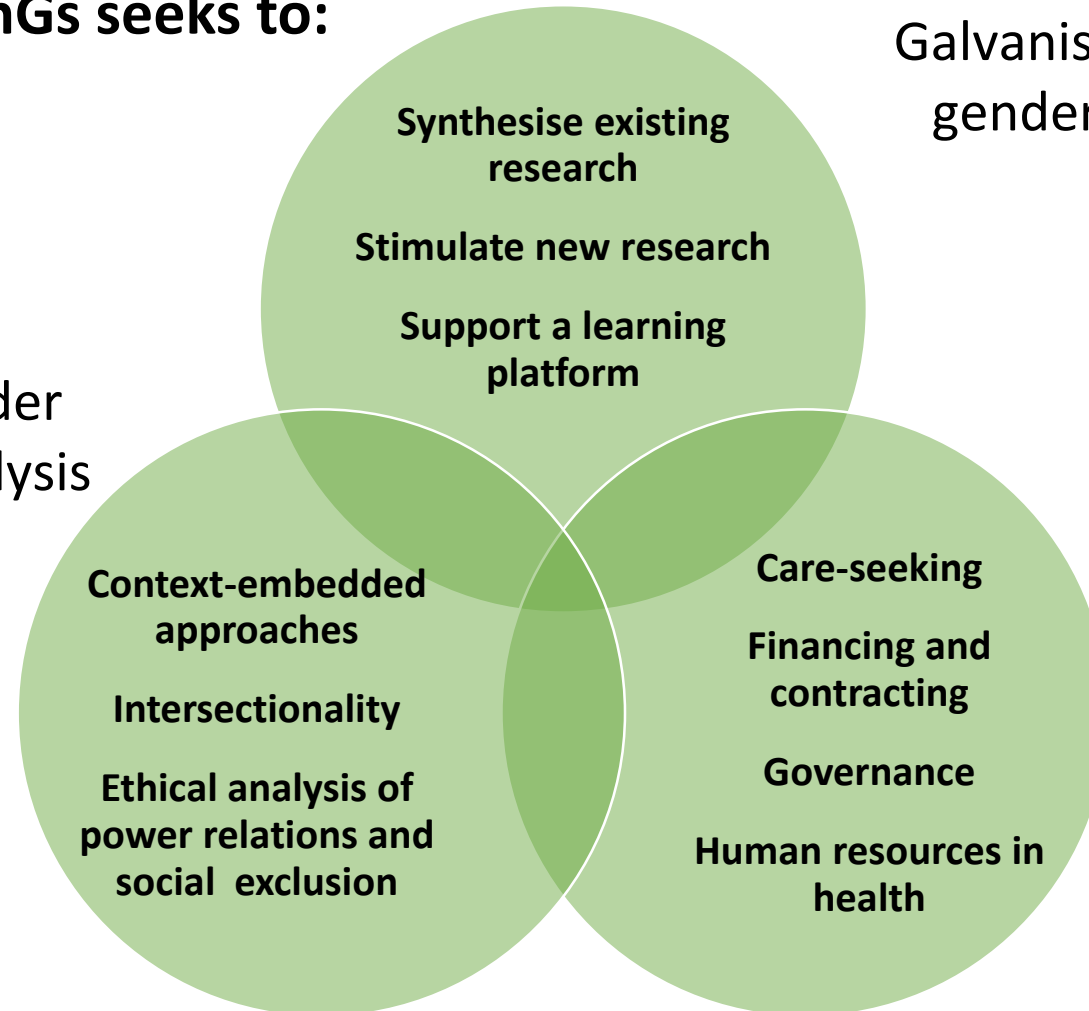 nGs seeks to:
Galvanis
gender
Synthesise existing
research
Stimulate new research
Support a learning
platform
der
lysis
Context-embedded
approaches
Intersectionality
Ethical analysis of
power relations and
social exclusion
Care-seeking
Financing and
contracting
Governance
Human resources in
health